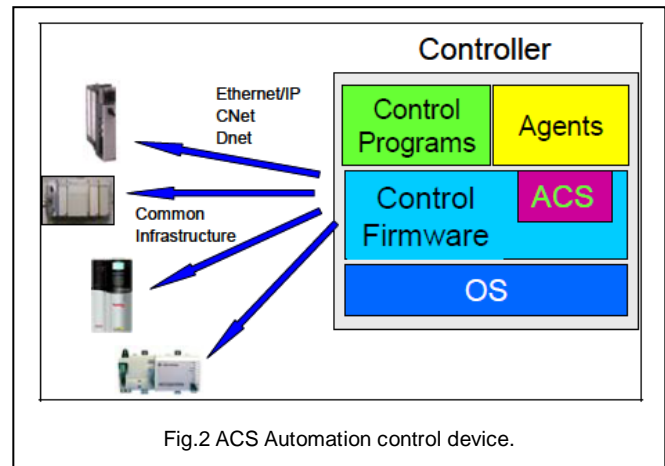 Controller
Ethernet/IP
CNet
Dnet
Control
Programs
Agents
Common
Infrastructure
Control
Firmware
ACS
OS
Fig.2 ACS Automation control device.